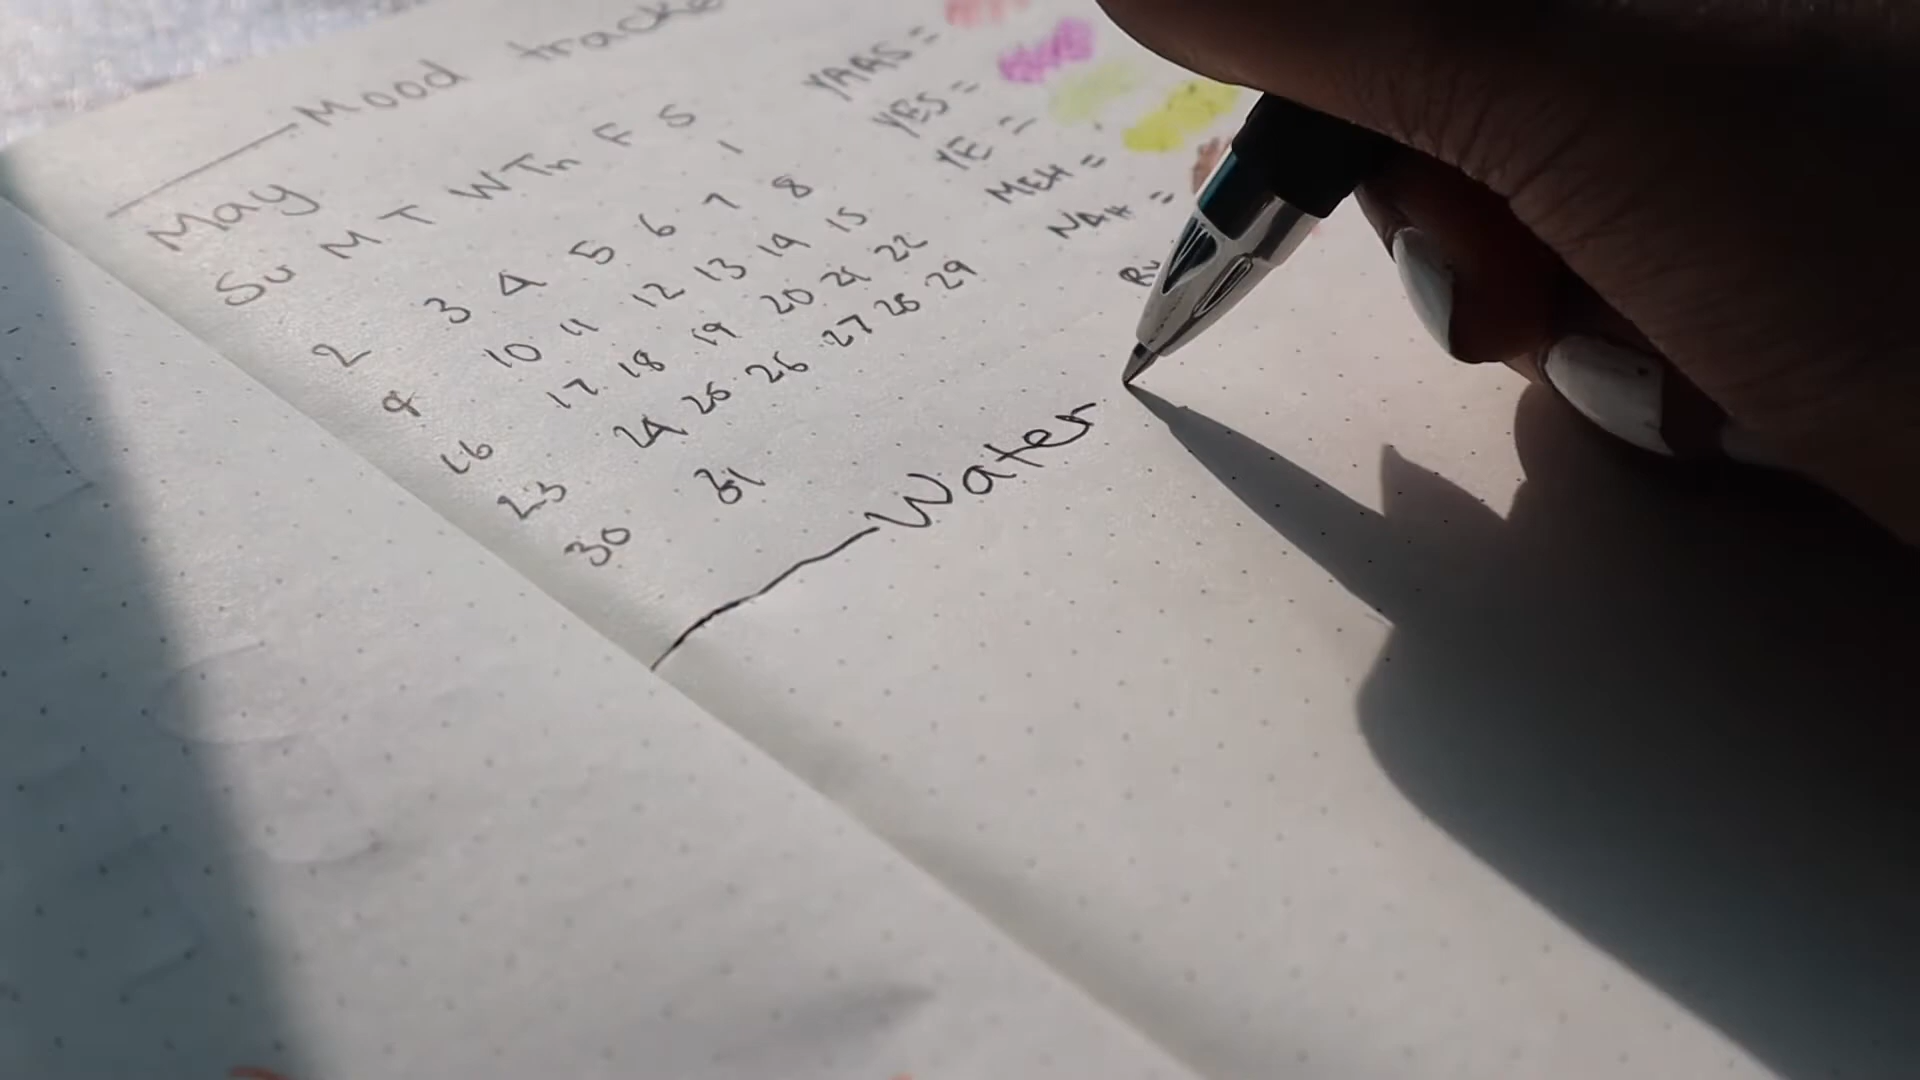 Mood tracke
May
Su M T W Th F S
1
2 3 4 5 6 7 8
9 10 11 12 13 14 15
16 17 18 19 20 21 22
23 24 25 26 27 28 29
30 31
YAAS =
YES =
YE =
MEH =
NAH =
Water